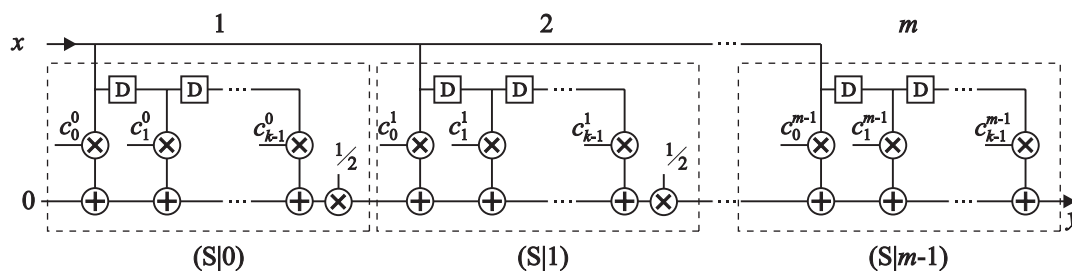 1 2 m
x
D D D D D D
c_0^0 c_1^0 c_{k-1}^0 1/2 c_0^1 c_1^1 c_{k-1}^1 1/2 c_0^{m-1} c_1^{m-1} c_{k-1}^{m-1}
0
y
(S|0) (S|1) (S|m-1)